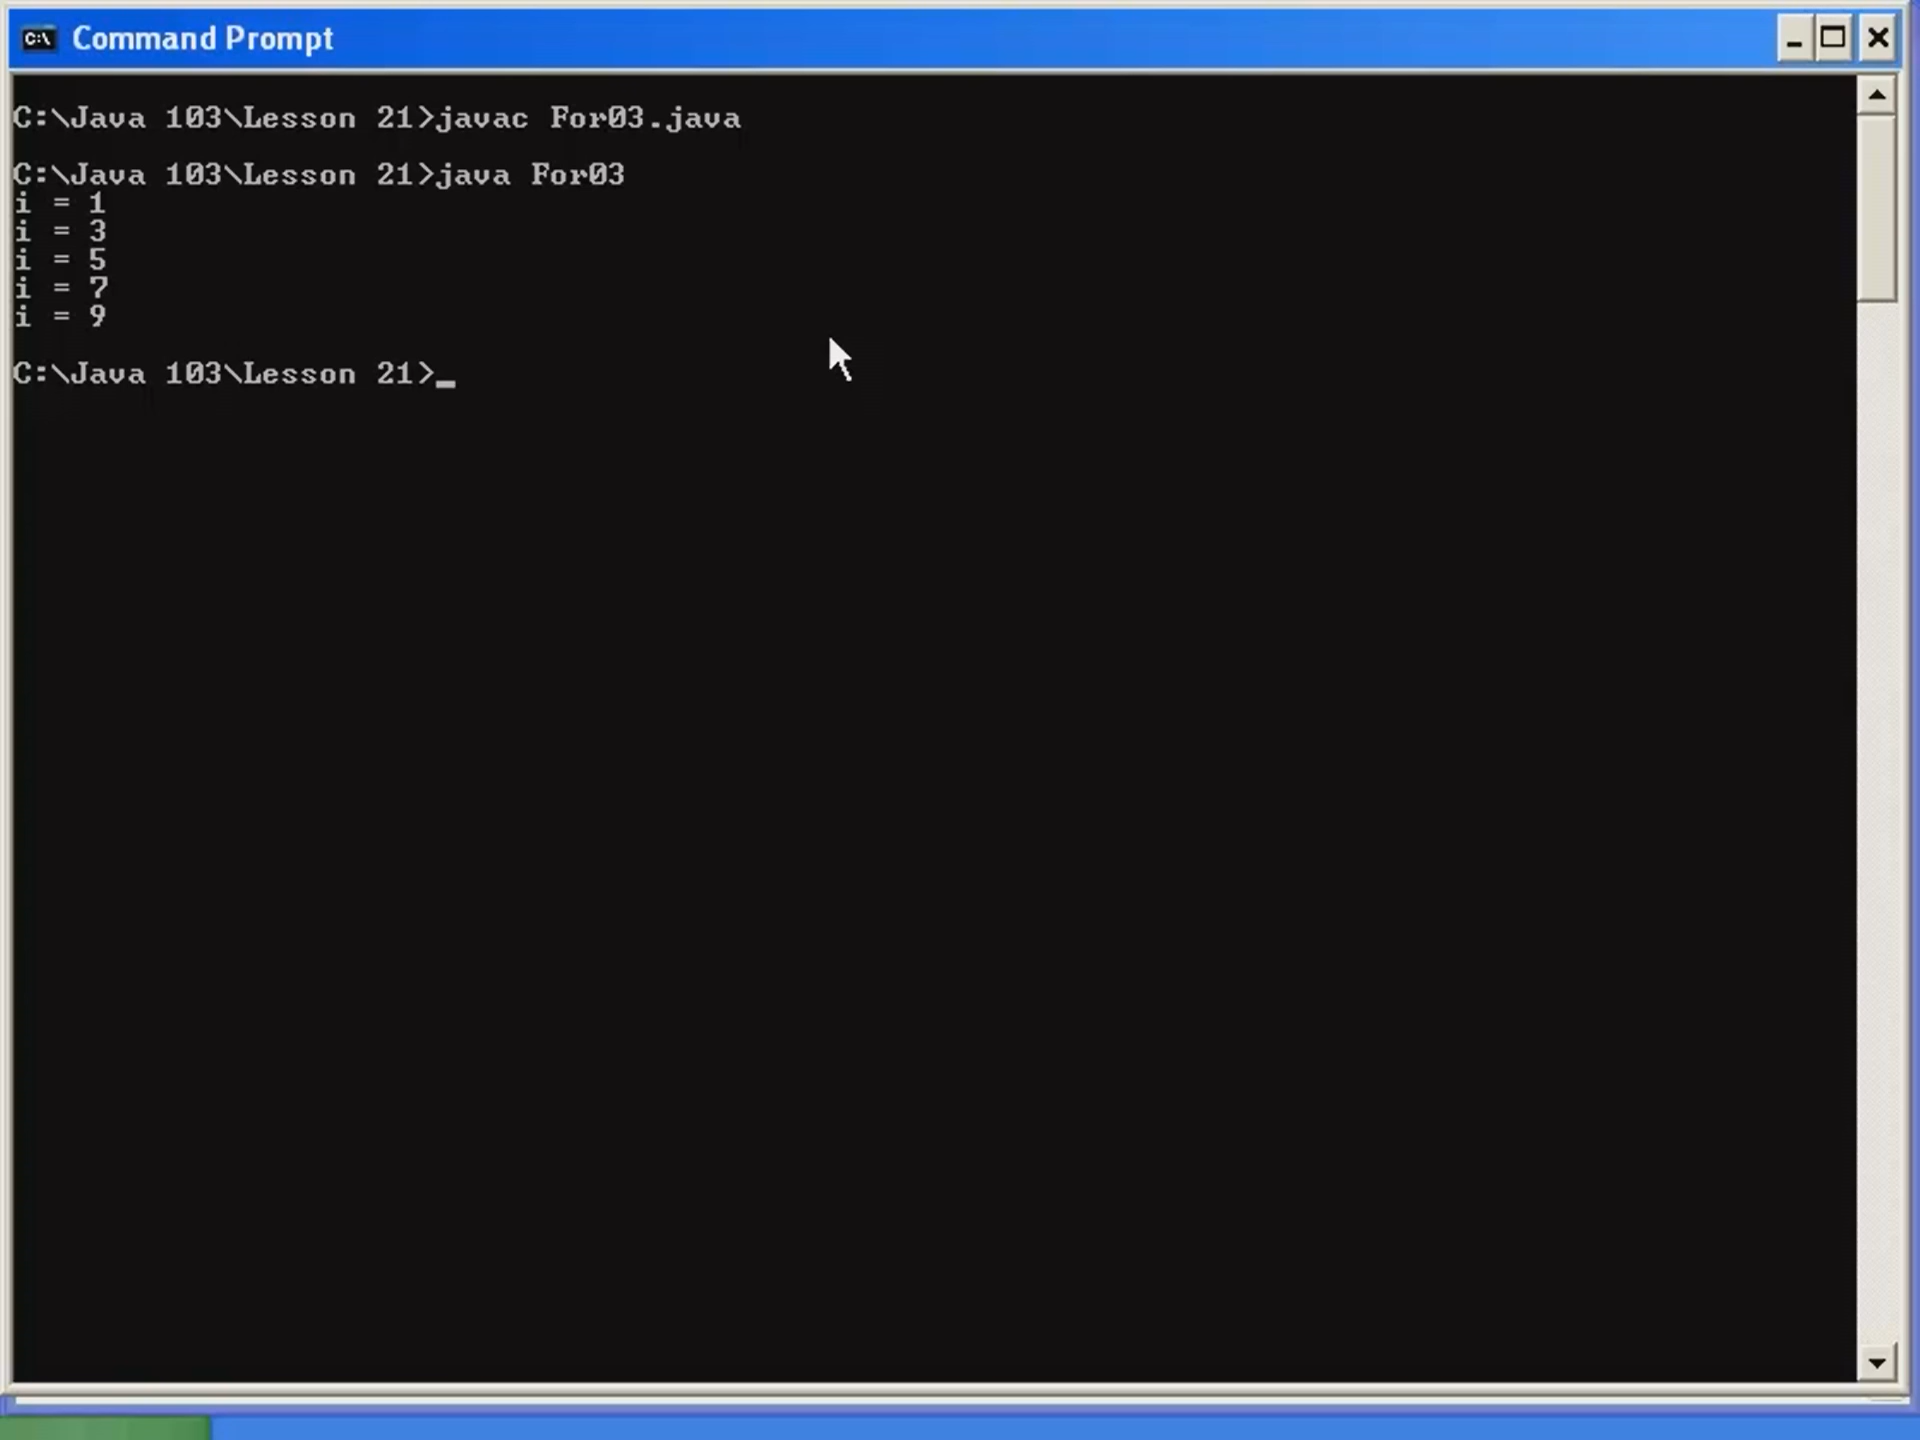 Command Prompt
C:\Java 103\Lesson 21>javac For03.java
C:\Java 103\Lesson 21>java For03
i = 1
i = 3
i = 5
i = 7
i = 9
C:\Java 103\Lesson 21>_